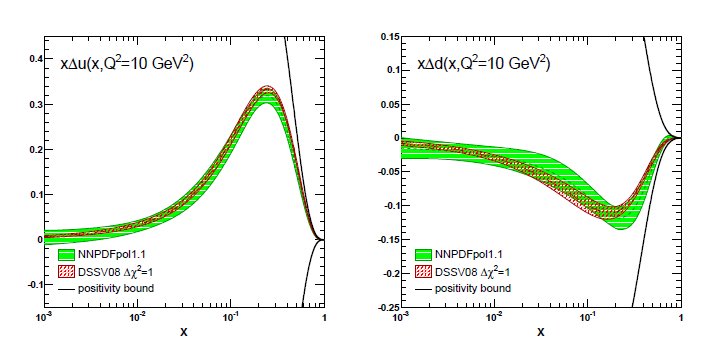 xΔu(x,Q²=10 GeV²)
0.4
0.3
0.2
0.1
0
-0.1
NNPDFpol1.1
DSSV08 Δχ²=1
positivity bound
10⁻³
10⁻²
10⁻¹
1
x
xΔd(x,Q²=10 GeV²)
0.15
0.1
0.05
0
-0.05
-0.1
-0.15
-0.2
-0.25
NNPDFpol1.1
DSSV08 Δχ²=1
positivity bound
10⁻³
10⁻²
10⁻¹
1
x